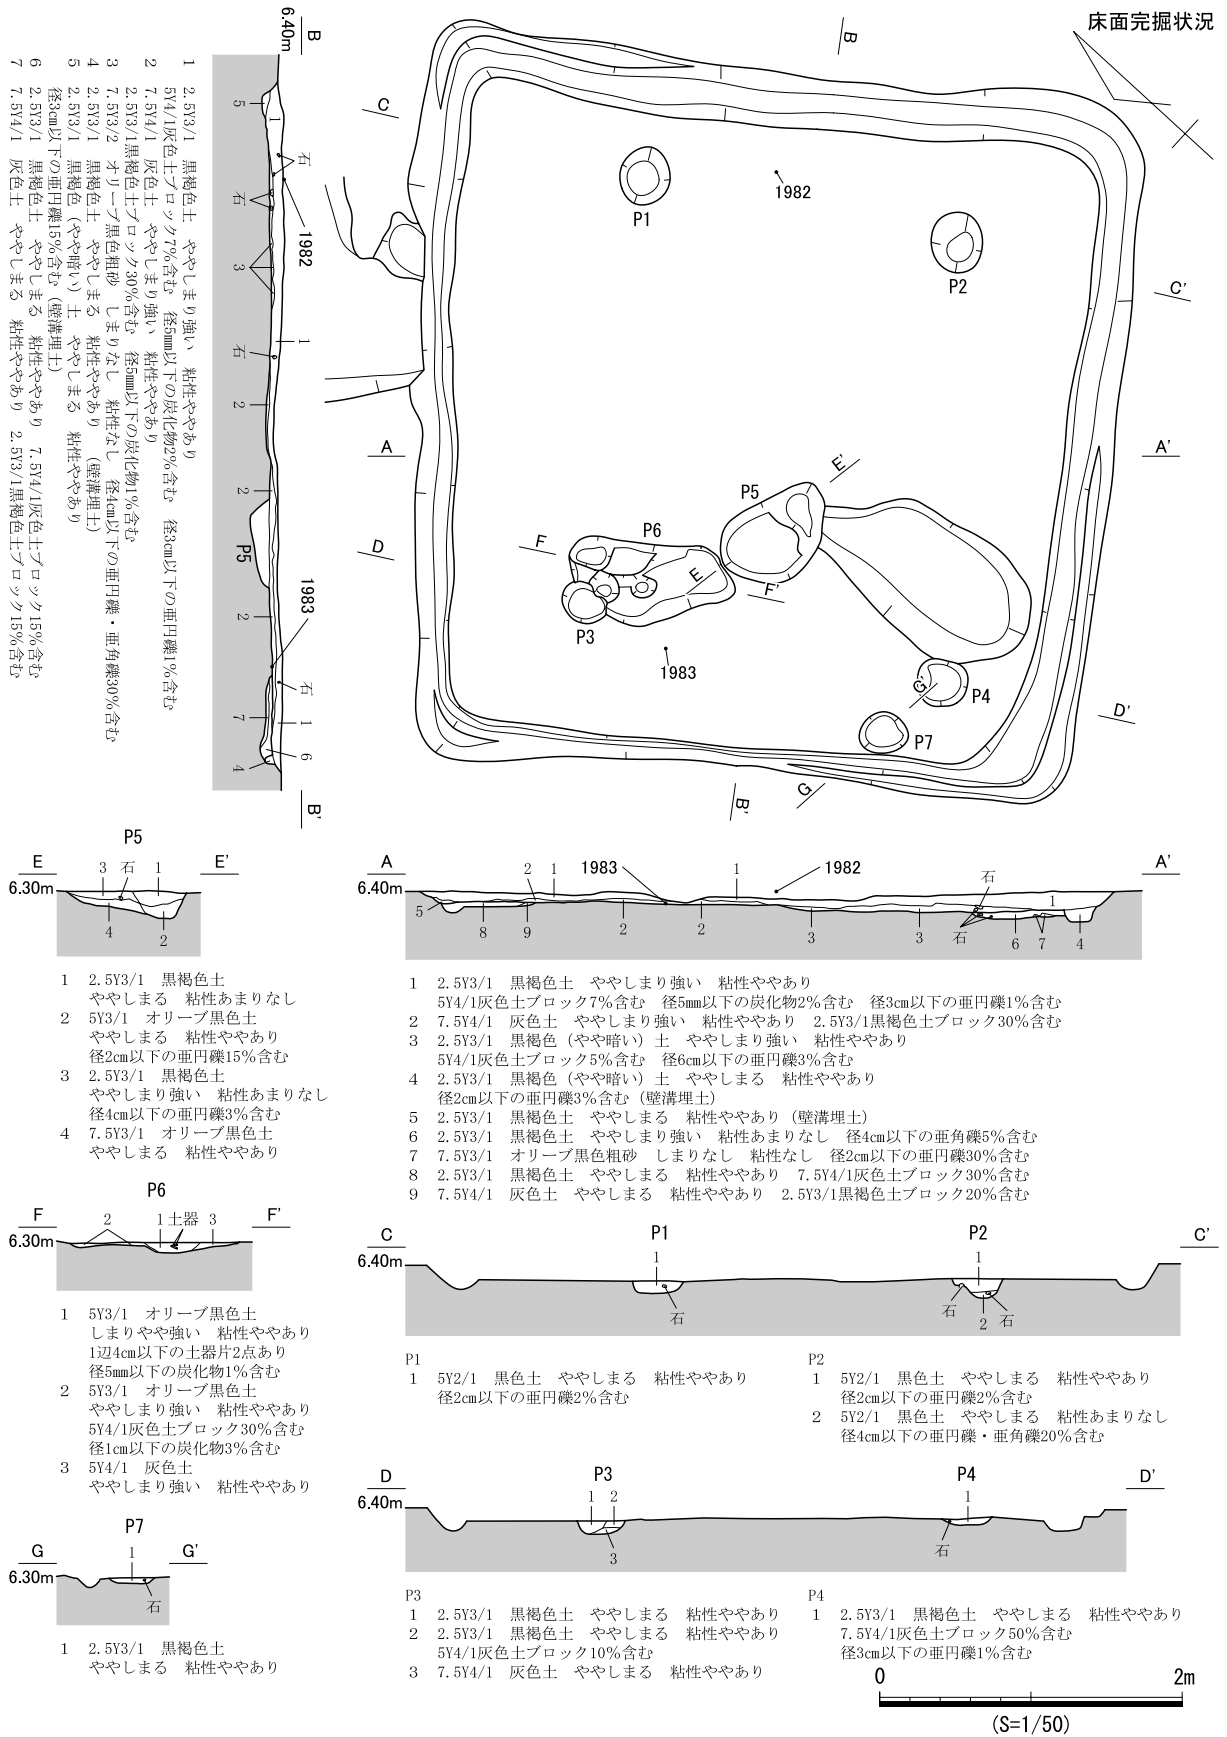 床面完掘状況
B
6.40m
B
C
石
石
5
1
1982
3
石
1
2
2
P5
2
1983
石
7
1
6
4
B'
1　2.5Y3/1　黒褐色土　ややしまり強い　粘性ややあり
5Y4/1灰色土ブロック7％含む　径5mm以下の炭化物2％含む　径3cm以下の亜円礫1％含む
2　7.5Y4/1　灰色土　ややしまり強い　粘性ややあり
2.5Y3/1黒褐色土ブロック30％含む　径5mm以下の炭化物1％含む
3　7.5Y3/2　オリーブ黒色粗砂　しまりなし　粘性なし　径4cm以下の亜円礫・亜角礫30％含む
4　2.5Y3/1　黒褐色土　ややしまる　粘性ややあり　(壁溝埋土)
5　2.5Y3/1　黒褐色（やや暗い）土　ややしまる　粘性ややあり
径3cm以下の亜円礫15％含む（壁溝埋土）
6　2.5Y3/1　黒褐色土　ややしまる　粘性ややあり　7.5Y4/1灰色土ブロック15％含む
7　7.5Y4/1　灰色土　ややしまる　粘性ややあり　2.5Y3/1黒褐色土ブロック15％含む
P1
1982
P2
C'
A
A'
E'
P5
D
F
P6
E
F'
P3
1983
G'
P4
D'
P7
G
B'
P5
E
E'
6.30m
3　石　1
4　2
1　2.5Y3/1　黒褐色土
ややしまる　粘性あまりなし
2　5Y3/1　オリーブ黒色土
ややしまる　粘性ややあり
径2cm以下の亜円礫15％含む
3　2.5Y3/1　黒褐色土
ややしまり強い　粘性あまりなし
径4cm以下の亜円礫3％含む
4　7.5Y3/1　オリーブ黒色土
ややしまる　粘性ややあり
P6
F
F'
6.30m
2　1　土器　3
1　5Y3/1　オリーブ黒色土
しまりやや強い　粘性ややあり
1辺4cm以下の土器片2点あり
径5mm以下の炭化物1％含む
2　5Y3/1　オリーブ黒色土
ややしまり強い　粘性ややあり
5Y4/1灰色土ブロック30％含む
径1cm以下の炭化物3％含む
3　5Y4/1　灰色土
ややしまり強い　粘性ややあり
P7
G
G'
6.30m
1
石
1　2.5Y3/1　黒褐色土
ややしまる　粘性ややあり
A
A'
6.40m
2　1　1983　1　1982　石　1
5　8　9　2　2　3　3　石　6　7　4
1　2.5Y3/1　黒褐色土　ややしまり強い　粘性ややあり
5Y4/1灰色土ブロック7％含む　径5mm以下の炭化物2％含む　径3cm以下の亜円礫1％含む
2　7.5Y4/1　灰色土　ややしまり強い　粘性ややあり　2.5Y3/1黒褐色土ブロック30％含む
3　2.5Y3/1　黒褐色（やや暗い）土　ややしまり強い　粘性ややあり
5Y4/1灰色土ブロック5％含む　径6cm以下の亜円礫3％含む
4　2.5Y3/1　黒褐色（やや暗い）土　ややしまる　粘性ややあり
径2cm以下の亜円礫3％含む（壁溝埋土）
5　2.5Y3/1　黒褐色土　ややしまる　粘性ややあり（壁溝埋土）
6　2.5Y3/1　黒褐色土　ややしまり強い　粘性あまりなし　径4cm以下の亜角礫5％含む
7　7.5Y3/1　オリーブ黒色粗砂　しまりなし　粘性なし　径2cm以下の亜円礫30％含む
8　2.5Y3/1　黒褐色土　ややしまる　粘性ややあり　7.5Y4/1灰色土ブロック30％含む
9　7.5Y4/1　灰色土　ややしまる　粘性ややあり　2.5Y3/1黒褐色土ブロック20％含む
C
P1
P2
C'
6.40m
1　1
石　石　2　石
P1
1　5Y2/1　黒色土　ややしまる　粘性ややあり
径2cm以下の亜円礫2％含む
P2
1　5Y2/1　黒色土　ややしまる　粘性ややあり
径2cm以下の亜円礫2％含む
2　5Y2/1　黒色土　ややしまる　粘性あまりなし
径4cm以下の亜円礫・亜角礫20％含む
D
P3
P4
D'
6.40m
1　2　1
3　石
P3
1　2.5Y3/1　黒褐色土　ややしまる　粘性ややあり
2　2.5Y3/1　黒褐色土　ややしまる　粘性ややあり
5Y4/1灰色土ブロック10％含む
3　7.5Y4/1　灰色土　ややしまる　粘性ややあり
P4
1　2.5Y3/1　黒褐色土　ややしまる　粘性ややあり
7.5Y4/1灰色土ブロック50％含む
径3cm以下の亜円礫1％含む
0　2m
(S=1/50)